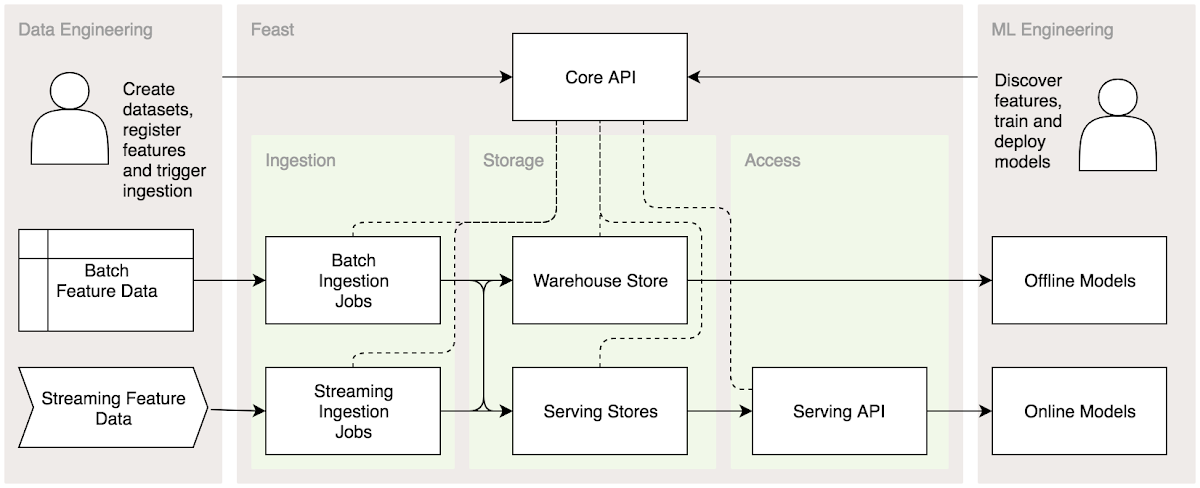 Data Engineering
Feast
ML Engineering
Create
datasets,
register
features
and trigger
ingestion
Core API
Discover
features,
train and
deploy
models
Ingestion
Storage
Access
Batch
Feature Data
Batch
Ingestion
Jobs
Warehouse Store
Offline Models
Streaming Feature
Data
Streaming
Ingestion
Jobs
Serving Stores
Serving API
Online Models